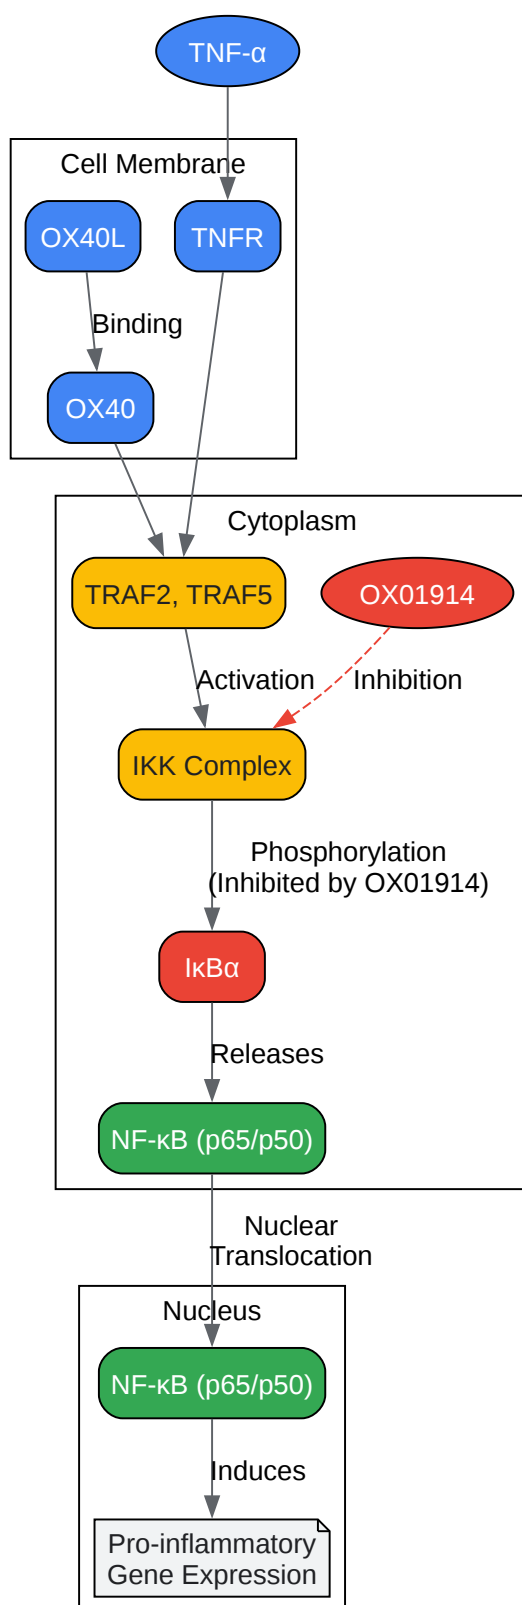 TNF-α
Cell Membrane
OX40L
TNFR
Binding
OX40
Cytoplasm
TRAF2, TRAF5
OX01914
Activation
Inhibition
IKK Complex
Phosphorylation
(Inhibited by OX01914)
IκBα
Releases
NF-κB (p65/p50)
Nuclear
Translocation
Nucleus
NF-κB (p65/p50)
Induces
Pro-inflammatory
Gene Expression